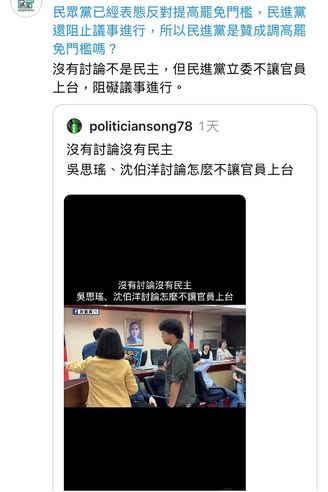 民眾黨已經表態反對提高罷免門檻，民進黨
還阻止議事進行，所以民進黨是贊成調高罷
免門檻嗎？
沒有討論不是民主，但民進黨立委不讓官員
上台，阻礙議事進行。
politiciansong78 1天
沒有討論沒有民主
吳思瑤、沈伯洋討論怎麼不讓官員上台
沒有討論沒有民主
吳思瑤、沈伯洋討論怎麼不讓官員上台